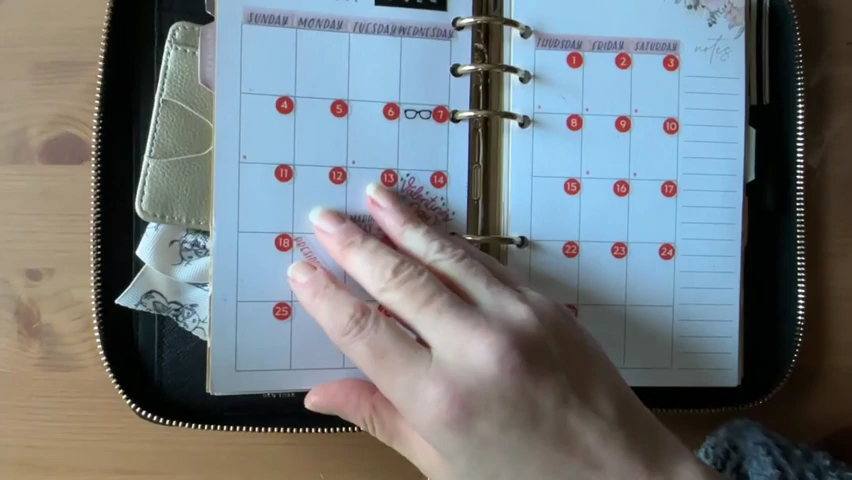 SUNDAY MONDAY TUESDAY WEDNESDAY
THURSDAY FRIDAY SATURDAY
notes
1 2 3
4 5 6 7
8 9 10
11 12 13 14
Valentine's
15 16 17
18
22 23 24
25